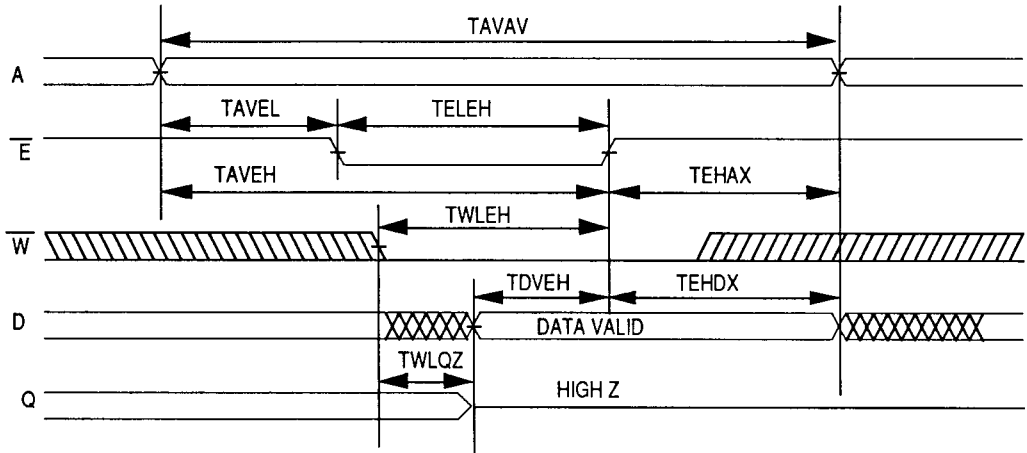 TAVAV
A
TAVEL TELEH
E
TAVEH TEHAX
TWLEH
W
TDVEH TEHDX
D DATA VALID
TWLQZ
Q HIGH Z